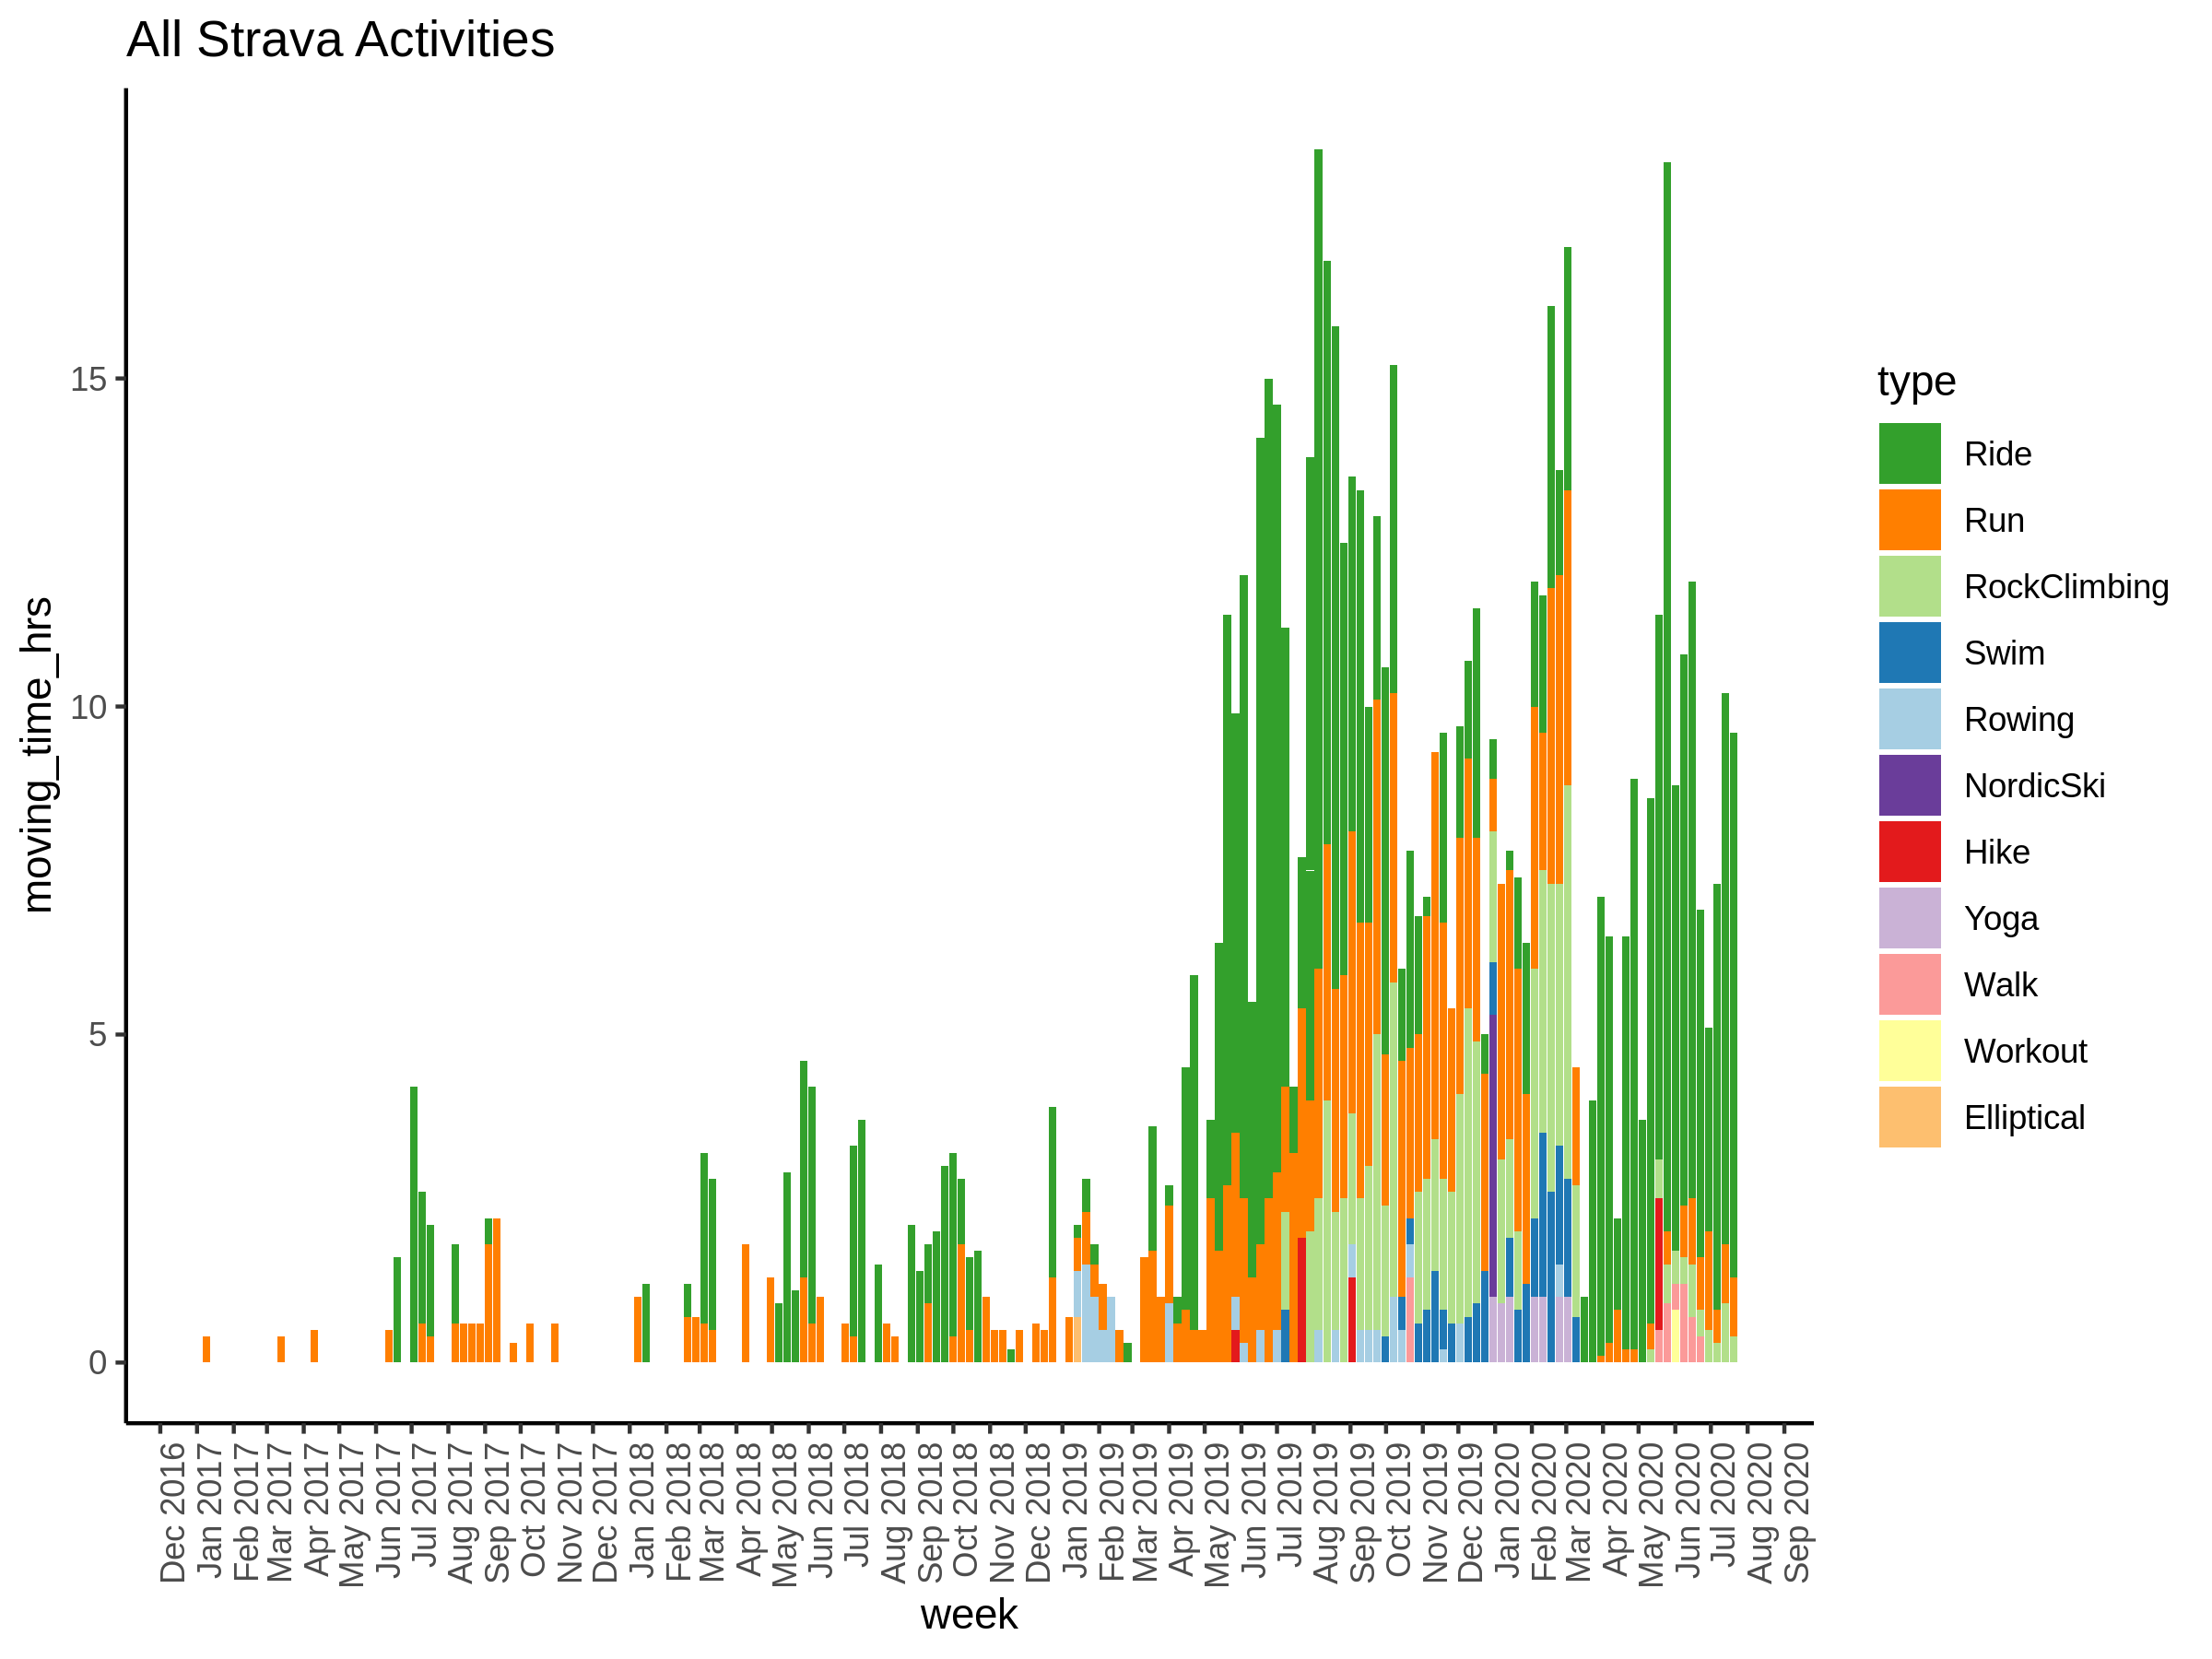 All Strava Activities
moving_time_hrs
15
10
5
0
Dec 2016
Jan 2017
Feb 2017
Mar 2017
Apr 2017
May 2017
Jun 2017
Jul 2017
Aug 2017
Sep 2017
Oct 2017
Nov 2017
Dec 2017
Jan 2018
Feb 2018
Mar 2018
Apr 2018
May 2018
Jun 2018
Jul 2018
Aug 2018
Sep 2018
Oct 2018
Nov 2018
Dec 2018
Jan 2019
Feb 2019
Mar 2019
Apr 2019
May 2019
Jun 2019
Jul 2019
Aug 2019
Sep 2019
Oct 2019
Nov 2019
Dec 2019
Jan 2020
Feb 2020
Mar 2020
Apr 2020
May 2020
Jun 2020
Jul 2020
Aug 2020
Sep 2020
week
type
Ride
Run
RockClimbing
Swim
Rowing
NordicSki
Hike
Yoga
Walk
Workout
Elliptical